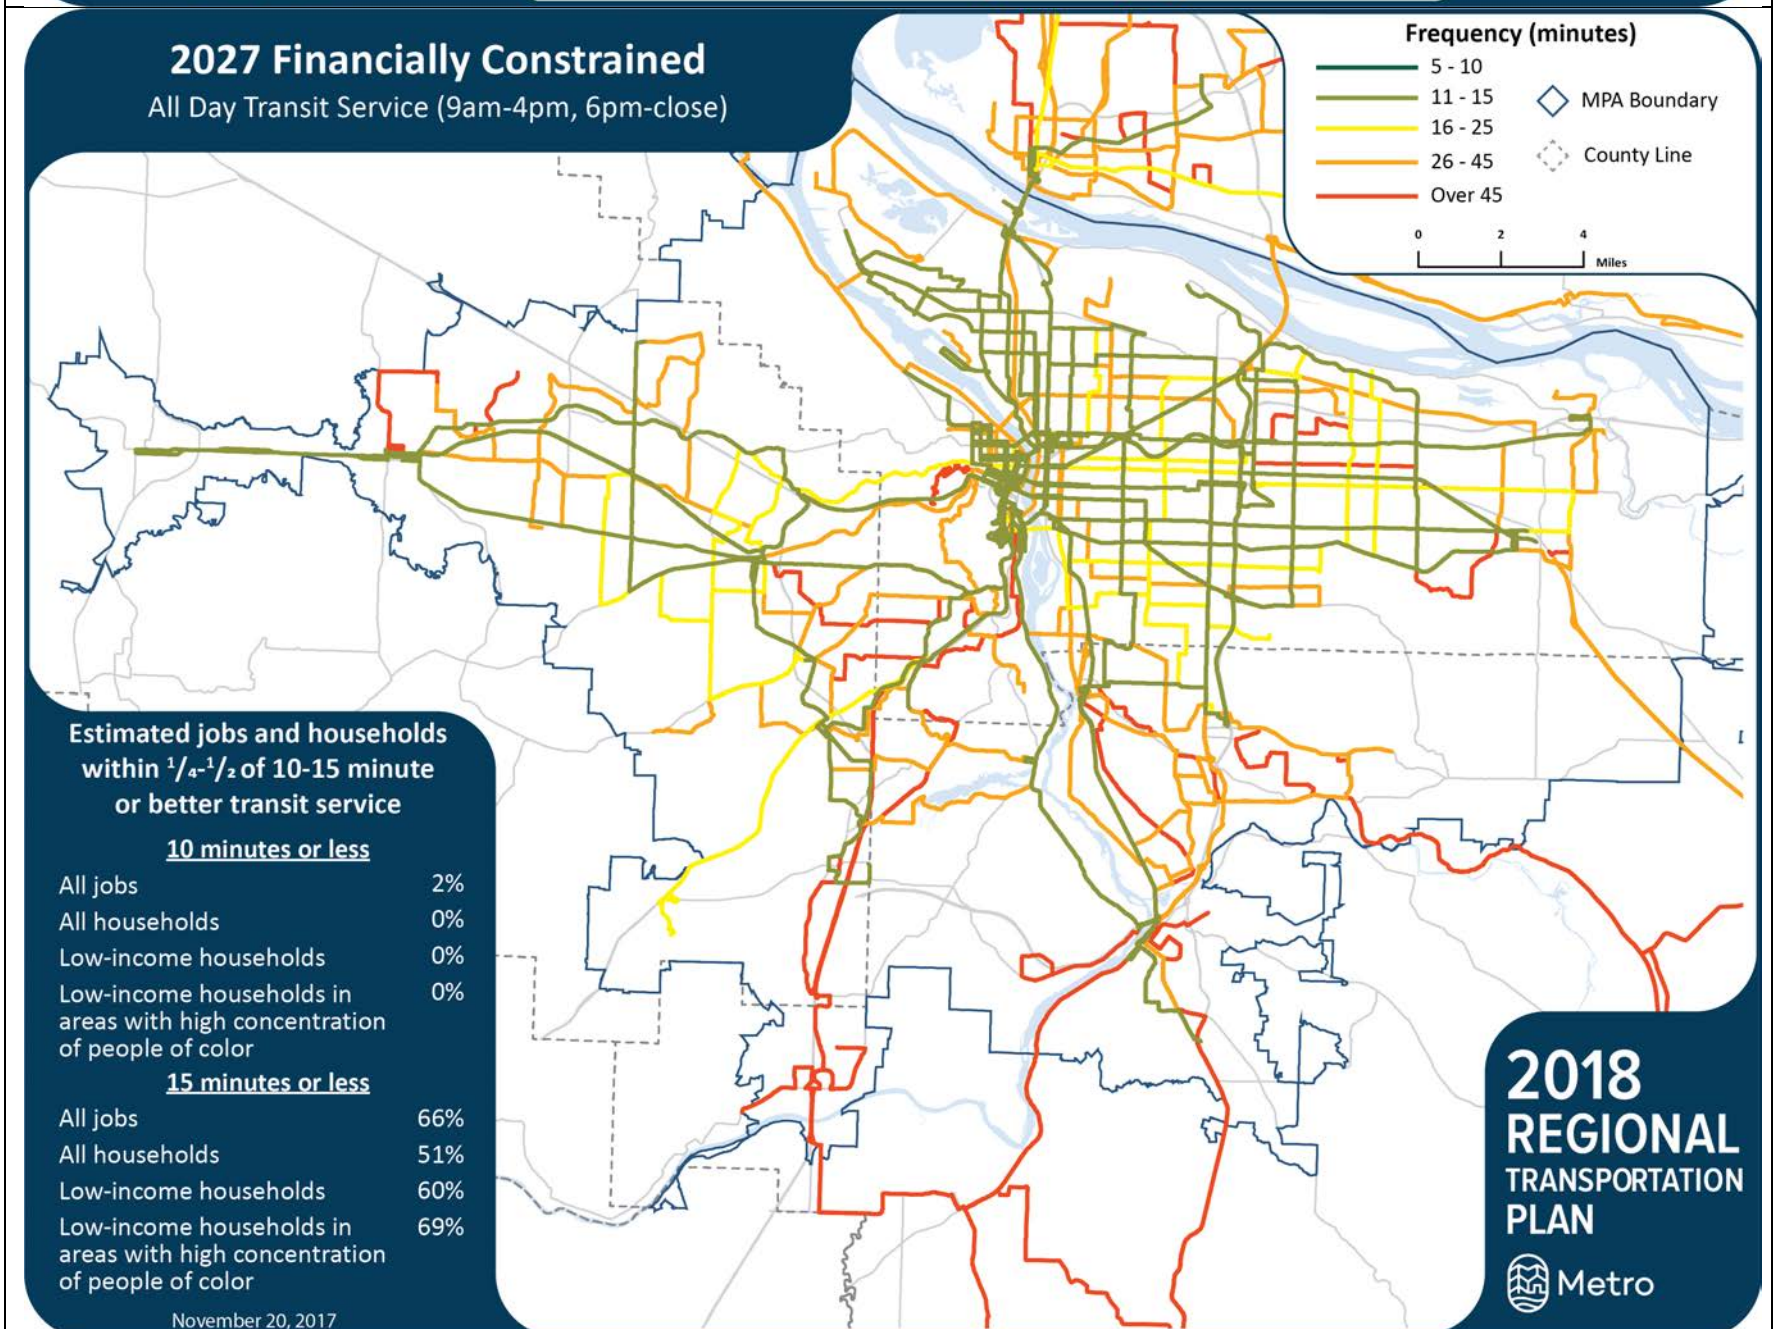 2027 Financially Constrained
All Day Transit Service (9am-4pm, 6pm-close)
Frequency (minutes)
5 - 10
11 - 15
16 - 25
26 - 45
Over 45
MPA Boundary
County Line
0 2 4
Miles
Estimated jobs and households
within 1/4-1/2 of 10-15 minute
or better transit service
10 minutes or less
All jobs 2%
All households 0%
Low-income households 0%
Low-income households in 0%
areas with high concentration
of people of color
15 minutes or less
All jobs 66%
All households 51%
Low-income households 60%
Low-income households in 69%
areas with high concentration
of people of color
November 20, 2017
2018
REGIONAL
TRANSPORTATION
PLAN
Metro